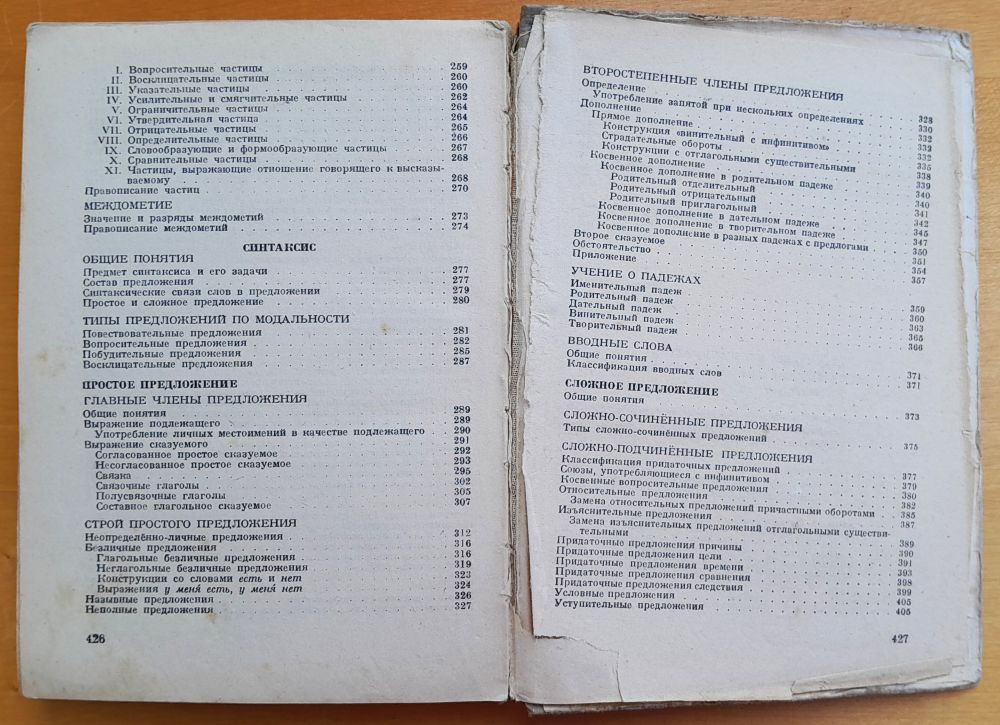 I. Вопросительные частицы 259
II. Восклицательные частицы 260
III. Указательные частицы 260
IV. Усилительные и смягчительные частицы 262
V. Ограничительные частицы 264
VI. Утвердительная частица 264
VII. Отрицательные частицы 265
VIII. Определительные частицы 266
IX. Словообразующие и формообразующие частицы 267
X. Сравнительные частицы 268
XI. Частицы, выражающие отношение говорящего к высказы-
ваемому 268
Правописание частиц 270
МЕЖДОМЕТИЕ
Значение и разряды междометий 273
Правописание междометий 274
СИНТАКСИС
ОБЩИЕ ПОНЯТИЯ
Предмет синтаксиса и его задачи 277
Состав предложения 277
Синтаксические связи слов в предложении 279
Простое и сложное предложение 280
ТИПЫ ПРЕДЛОЖЕНИЙ ПО МОДАЛЬНОСТИ
Повествовательные предложения 281
Вопросительные предложения 282
Побудительные предложения 285
Восклицательные предложения 287
ПРОСТОЕ ПРЕДЛОЖЕНИЕ
ГЛАВНЫЕ ЧЛЕНЫ ПРЕДЛОЖЕНИЯ
Общие понятия 289
Выражение подлежащего 289
Употребление личных местоимений в качестве подлежащего 290
Выражение сказуемого 291
Согласованное простое сказуемое 292
Несогласованное простое сказуемое 293
Связка 295
Связочные глаголы 302
Полусвязочные глаголы 305
Составное глагольное сказуемое 307
СТРОЙ ПРОСТОГО ПРЕДЛОЖЕНИЯ
Неопределённо-личные предложения 312
Безличные предложения 316
Глагольные безличные предложения 316
Неглагольные безличные предложения 319
Конструкции со словами есть и нет 323
Выражения у меня есть, у меня нет 324
Назывные предложения 326
Неполные предложения 327
426
ВТОРОСТЕПЕННЫЕ ЧЛЕНЫ ПРЕДЛОЖЕНИЯ
Определение 328
Употребление запятой при нескольких определениях 330
Дополнение 332
Прямое дополнение 332
Конструкция «винительный с инфинитивом» 332
Страдательные обороты 335
Конструкции с отглагольными существительными 338
Косвенное дополнение 339
Косвенное дополнение в родительном падеже 340
Родительный отделительный 340
Родительный отрицательный 341
Родительный приглагольный 342
Косвенное дополнение в дательном падеже 345
Косвенное дополнение в творительном падеже 347
Косвенное дополнение в разных падежах с предлогами 350
Второе сказуемое 351
Обстоятельство 354
Приложение 357
УЧЕНИЕ О ПАДЕЖАХ
Именительный падеж 359
Родительный падеж 360
Дательный падеж 363
Винительный падеж 365
Творительный падеж 366
ВВОДНЫЕ СЛОВА
Общие понятия 371
Классификация вводных слов 371
СЛОЖНОЕ ПРЕДЛОЖЕНИЕ
Общие понятия 373
СЛОЖНО-СОЧИНЁННЫЕ ПРЕДЛОЖЕНИЯ
Типы сложно-сочинённых предложений 375
СЛОЖНО-ПОДЧИНЁННЫЕ ПРЕДЛОЖЕНИЯ
Классификация придаточных предложений 377
Союзы, употребляющиеся с инфинитивом 379
Косвенные вопросительные предложения 380
Относительные предложения 382
Замена относительных предложений причастными оборотами 385
Изъяснительные предложения 387
Замена изъяснительных предложений отглагольными существи-
тельными 389
Придаточные предложения причины 390
Придаточные предложения цели 391
Придаточные предложения времени 393
Придаточные предложения сравнения 398
Придаточные предложения следствия 399
Условные предложения 405
Уступительные предложения 405
427